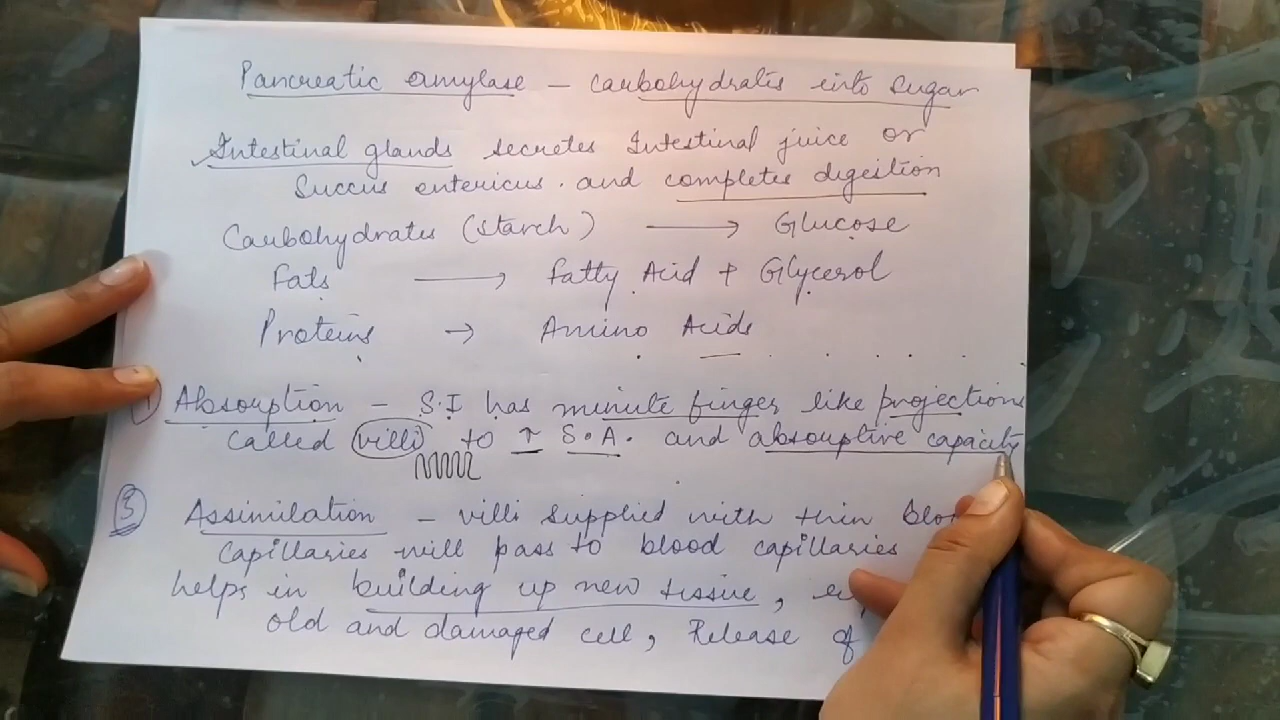 Pancreatic amylase – Carbohydrates into sugar
Intestinal glands secretes Intestinal juice or
Succus entericus. and completes digestion
Carbohydrates (starch) ⟶ Glucose
Fats ⟶ Fatty Acid + Glycerol
Proteins → Amino Acids
① Absorption – S.I has minute finger like projections
called villi to ↑ S.A. and absorptive capacity
③ Assimilation – villi supplied with thin
Capillaries will pass to blood capillaries
helps in building up new tissue,
old and damaged cell, Release of